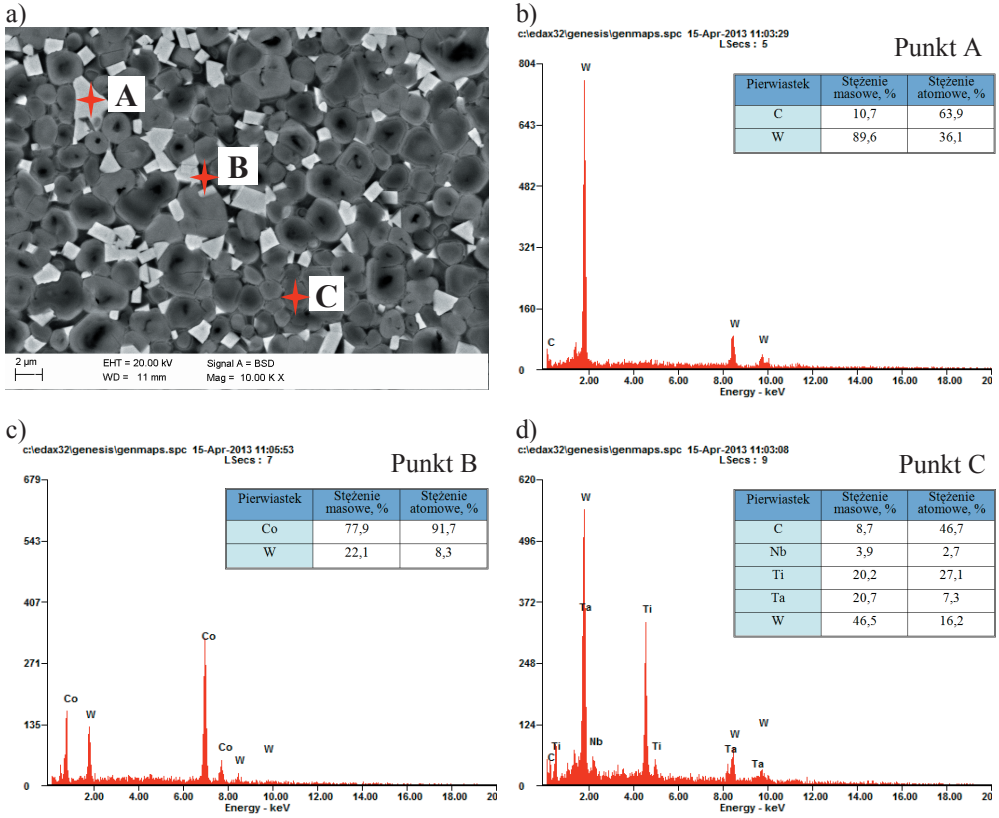 a)
A
B
C
2 μm
EHT = 20.00 kV
Signal A = BSD
WD = 11 mm
Mag = 10.00 K X
b)
c:\edax32\genesis\genmaps.spc 15-Apr-2013 11:03:29
LSecs : 5
Punkt A
Pierwiastek Stężenie masowe, % Stężenie atomowe, %
C 10,7 63,9
W 89,6 36,1
804
643
482
321
160
0
W
C
W
W
2.00 4.00 6.00 8.00 10.00 12.00 14.00 16.00 18.00 20
Energy - keV
c)
c:\edax32\genesis\genmaps.spc 15-Apr-2013 11:05:53
LSecs : 7
Punkt B
Pierwiastek Stężenie masowe, % Stężenie atomowe, %
Co 77,9 91,7
W 22,1 8,3
679
543
407
271
135
0
Co
W
Co
Co
W
W
2.00 4.00 6.00 8.00 10.00 12.00 14.00 16.00 18.00 20
Energy - keV
d)
c:\edax32\genesis\genmaps.spc 15-Apr-2013 11:03:08
LSecs : 9
Punkt C
Pierwiastek Stężenie masowe, % Stężenie atomowe, %
C 8,7 46,7
Nb 3,9 2,7
Ti 20,2 27,1
Ta 20,7 7,3
W 46,5 16,2
620
496
372
248
124
0
W
Ta
Ti
C
Ti
Nb
Ti
W
Ta
W
Ta
2.00 4.00 6.00 8.00 10.00 12.00 14.00 16.00 18.00 20
Energy - keV